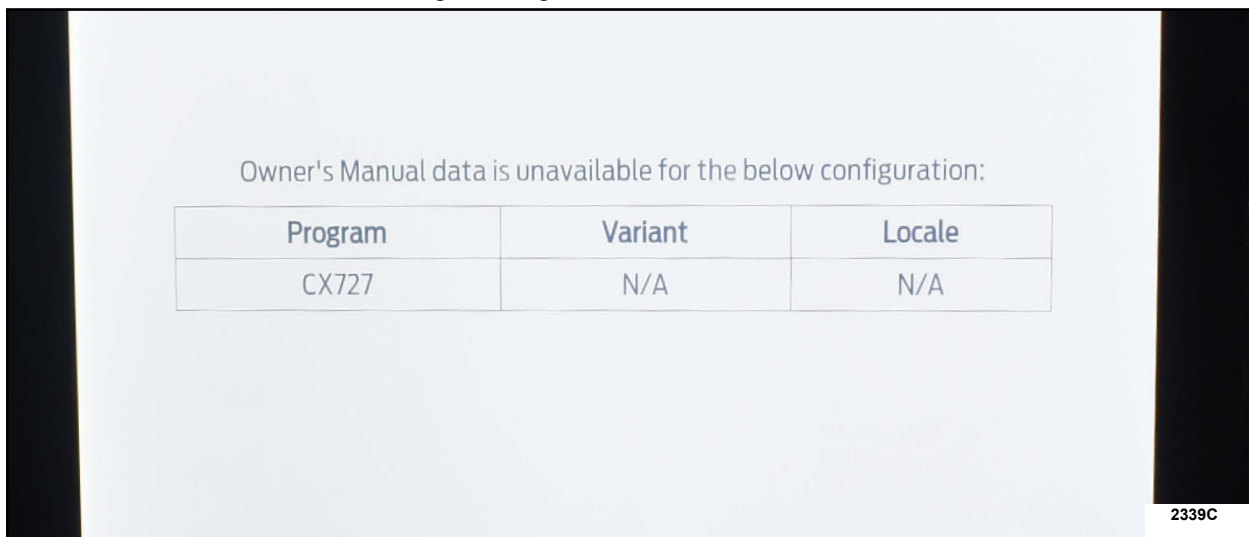 Owner's Manual data is unavailable for the below configuration:
Program Variant Locale
CX727 N/A N/A
2339C